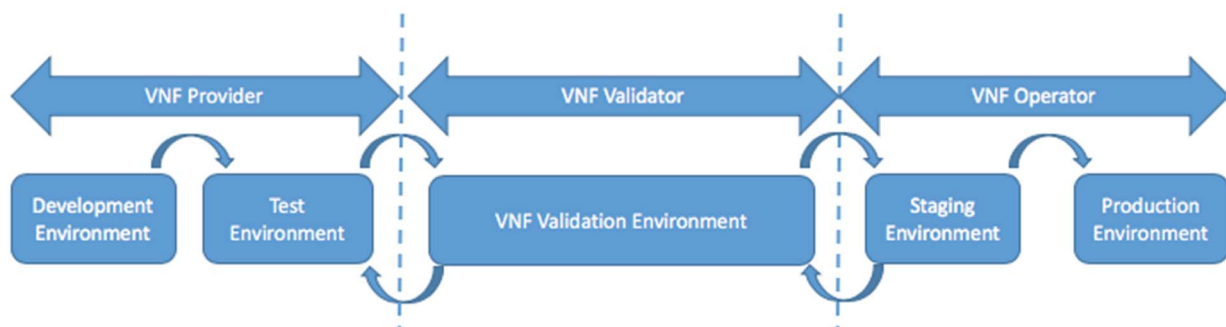 VNF Provider
VNF Validator
VNF Operator
Development
Environment
Test
Environment
VNF Validation Environment
Staging
Environment
Production
Environment